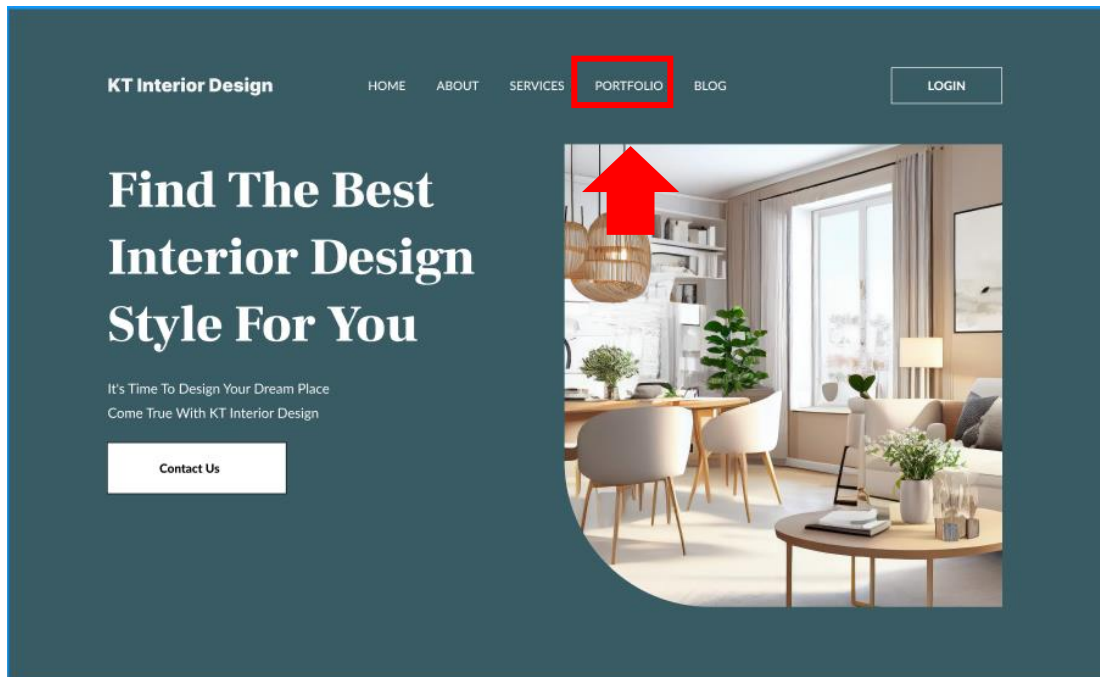 KT Interior Design
HOME ABOUT SERVICES PORTFOLIO BLOG
LOGIN
Find The Best
Interior Design
Style For You
It's Time To Design Your Dream Place
Come True With KT Interior Design
Contact Us